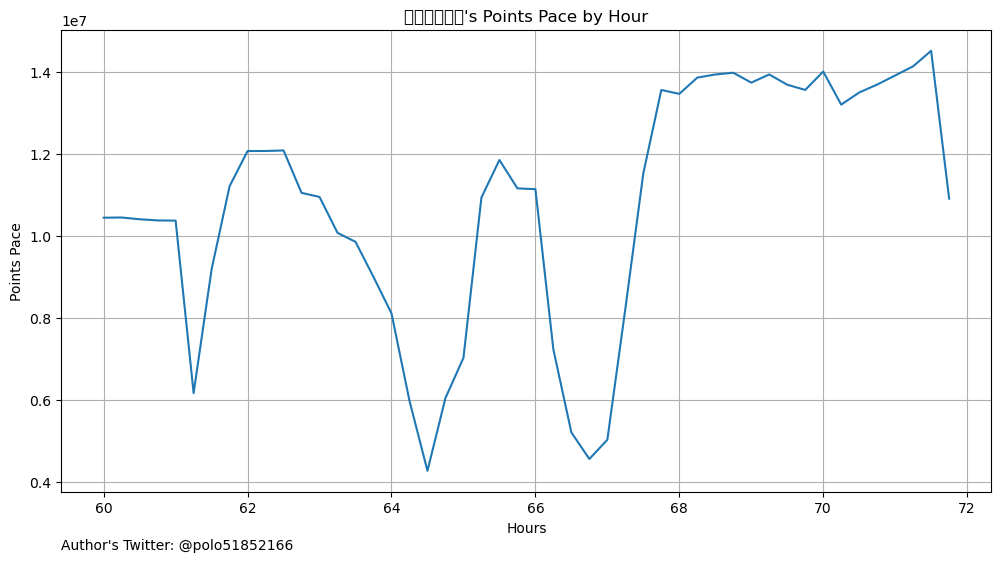 's Points Pace by Hour
1e7
1.4
1.2
1.0
0.8
0.6
0.4
Points Pace
60 62 64 66 68 70 72
Hours
Author's Twitter: @polo51852166